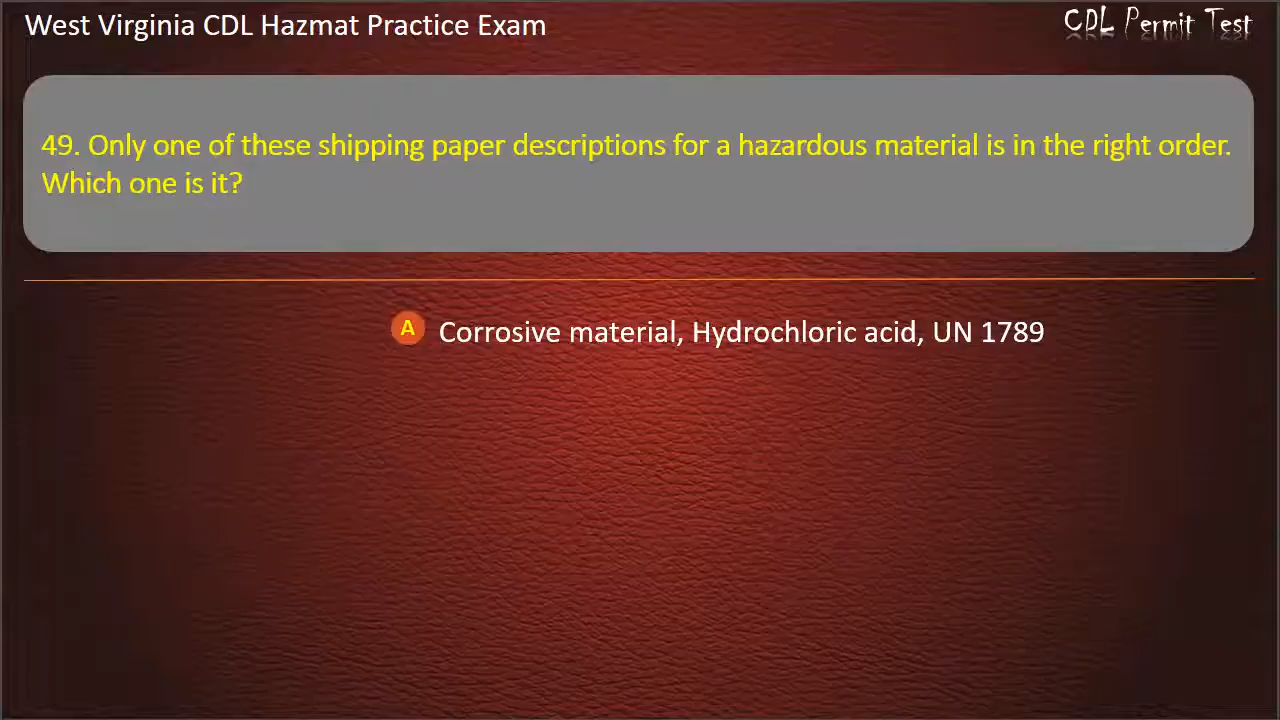 West Virginia CDL Hazmat Practice Exam
CDL Permit Test
49. Only one of these shipping paper descriptions for a hazardous material is in the right order.
Which one is it?
A Corrosive material, Hydrochloric acid, UN 1789